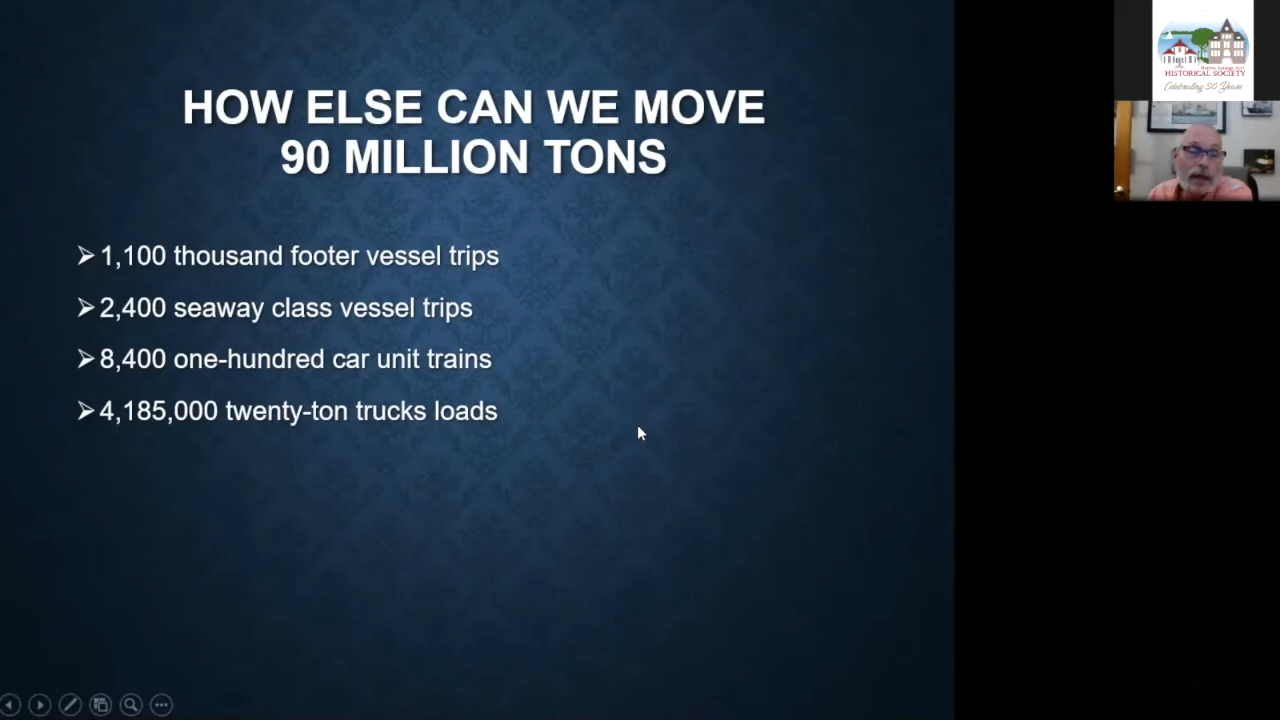 HOW ELSE CAN WE MOVE
90 MILLION TONS
1,100 thousand footer vessel trips
2,400 seaway class vessel trips
8,400 one-hundred car unit trains
4,185,000 twenty-ton trucks loads
HISTORICAL SOCIETY
Celebrating 50 Years